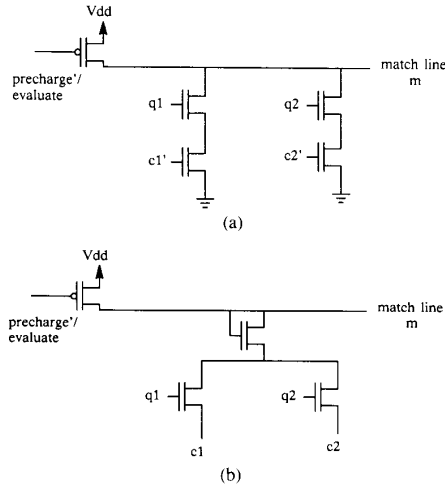 Vdd
precharge'/
evaluate
match line
m
q1
q2
c1'
c2'
(a)
Vdd
precharge'/
evaluate
match line
m
q1
q2
c1
c2
(b)